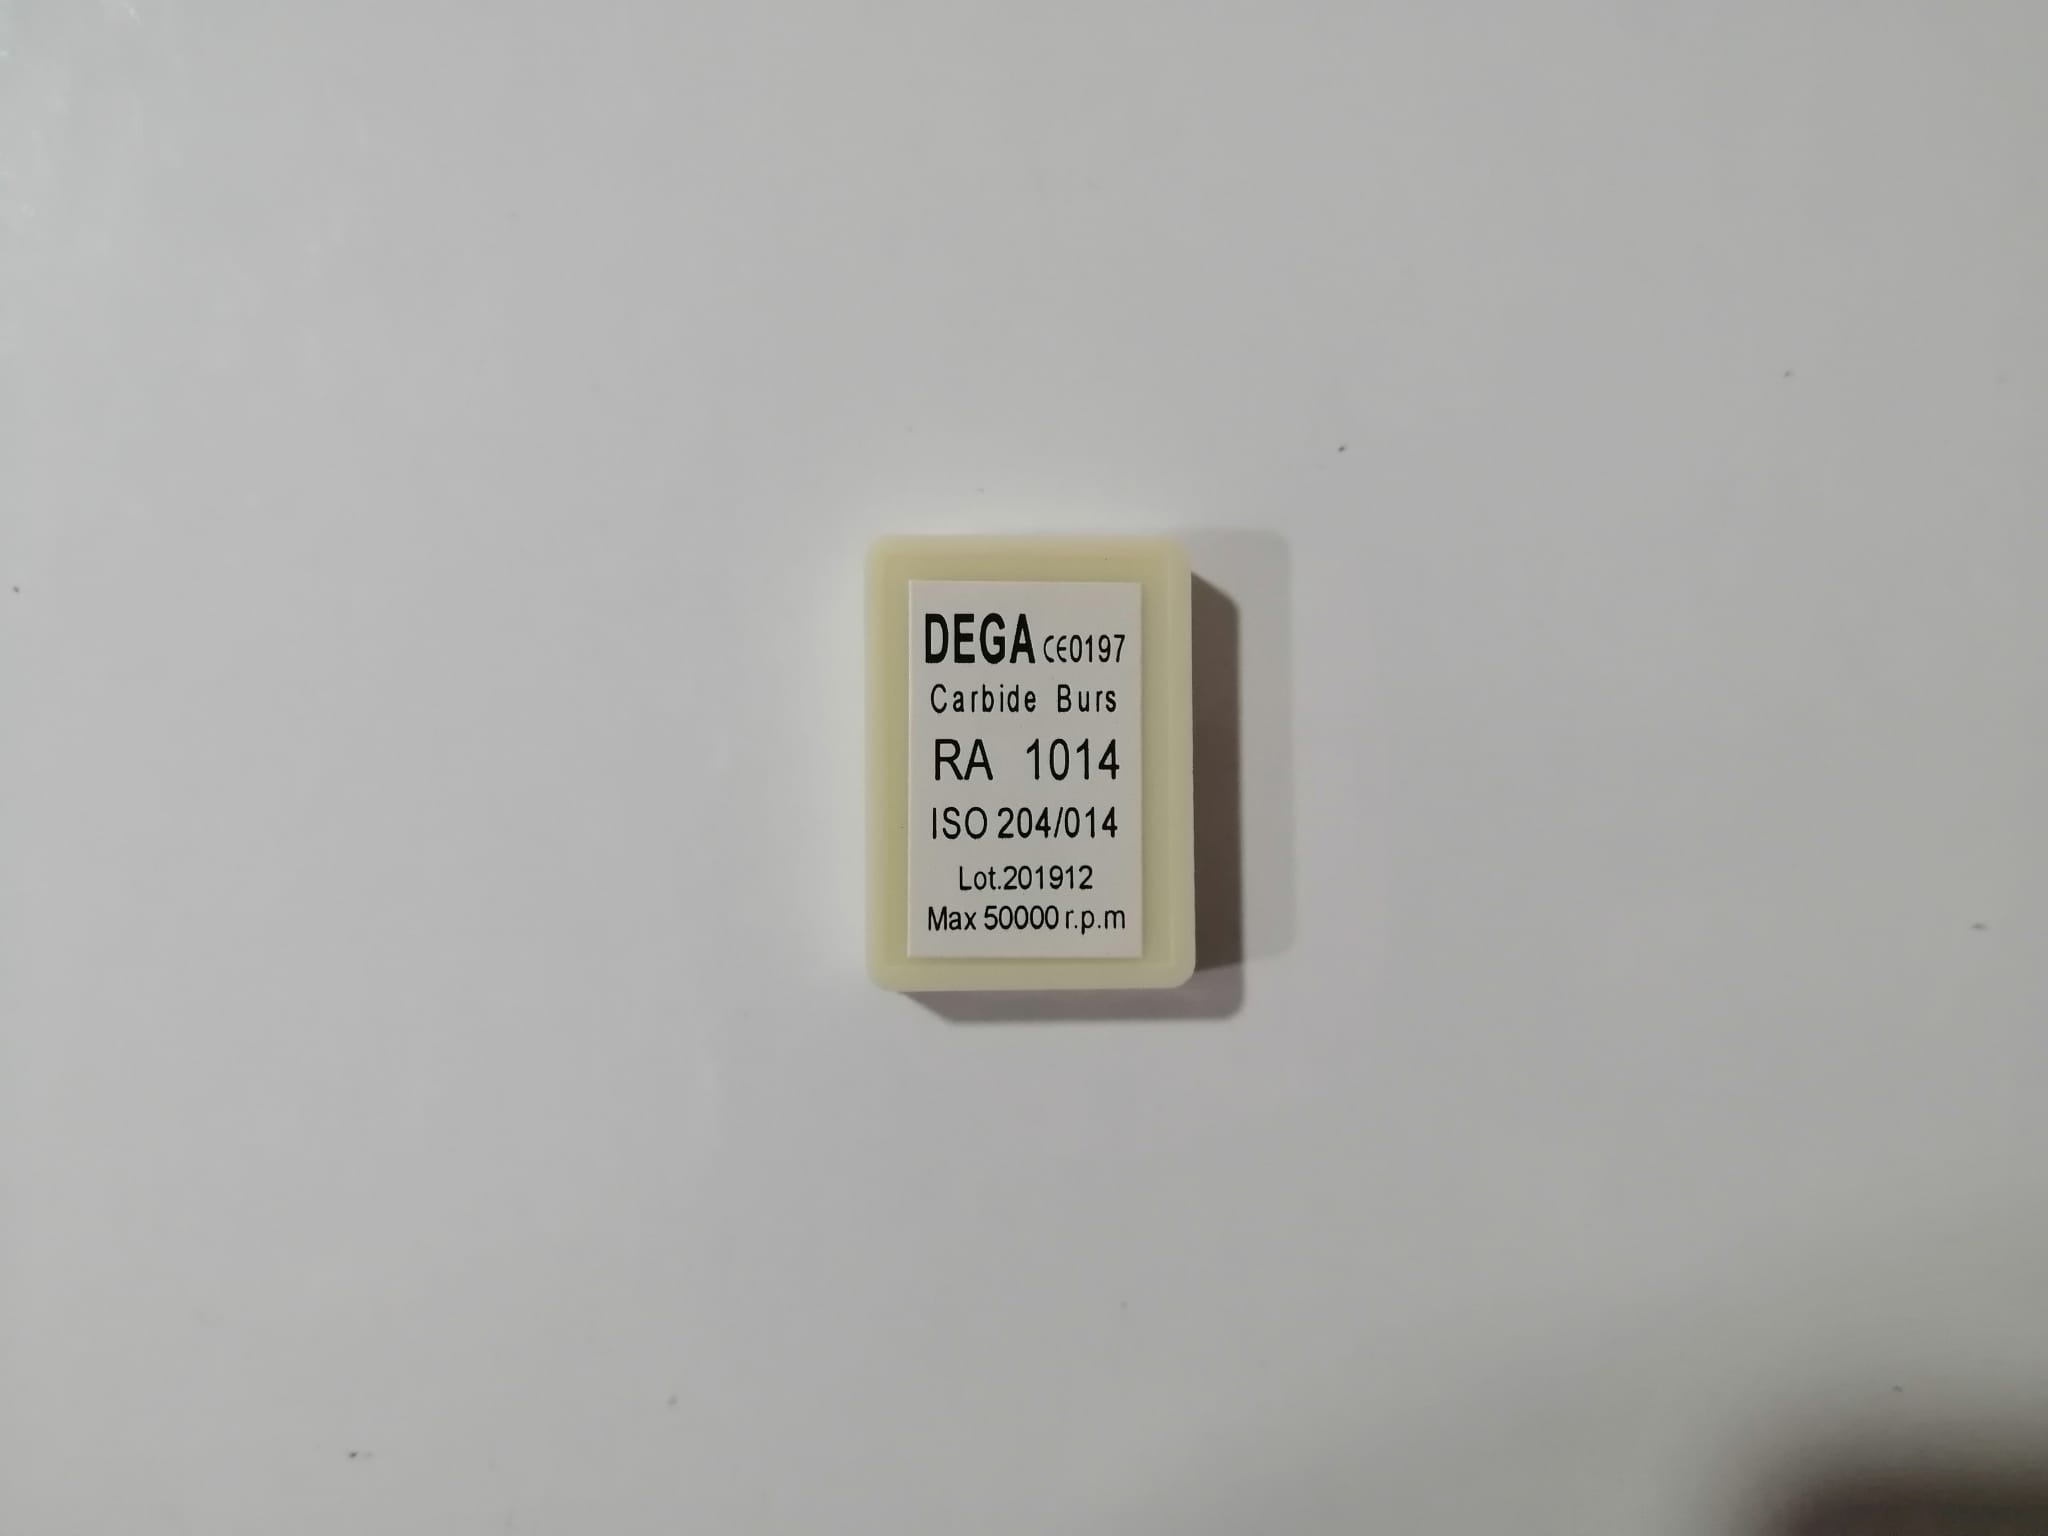 DEGA CE0197
Carbide Burs
RA 1014
ISO 204/014
Lot.201912
Max 50000 r.p.m